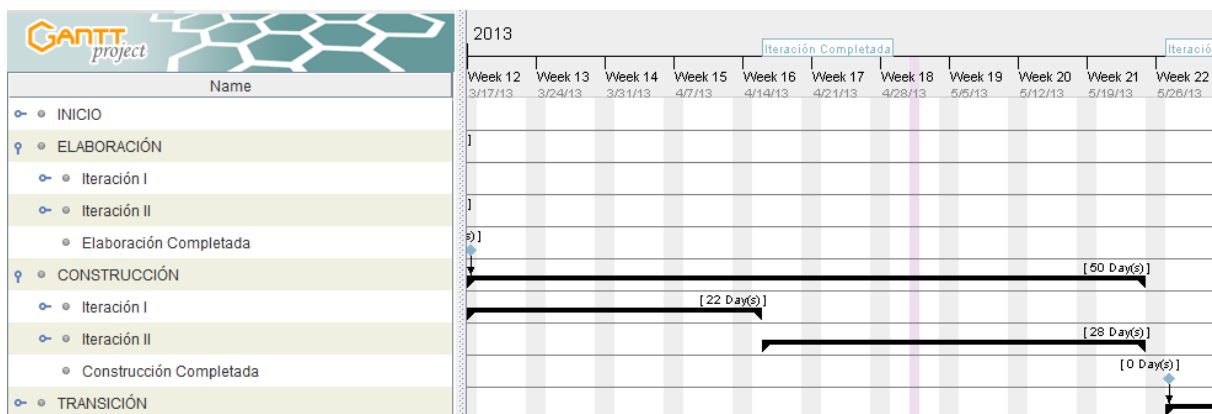 GANTT
project
2013
Iteración Completada
Iteració
Name
Week 12 Week 13 Week 14 Week 15 Week 16 Week 17 Week 18 Week 19 Week 20 Week 21 Week 22
3/17/13 3/24/13 3/31/13 4/7/13 4/14/13 4/21/13 4/28/13 5/5/13 5/12/13 5/19/13 5/26/13
INICIO
ELABORACIÓN
]
Iteración I
Iteración II
]
Elaboración Completada
s)]
CONSTRUCCIÓN
[50 Day(s)]
Iteración I
[22 Day(s)]
Iteración II
[28 Day(s)]
Construcción Completada
[0 Day(s)]
TRANSICIÓN